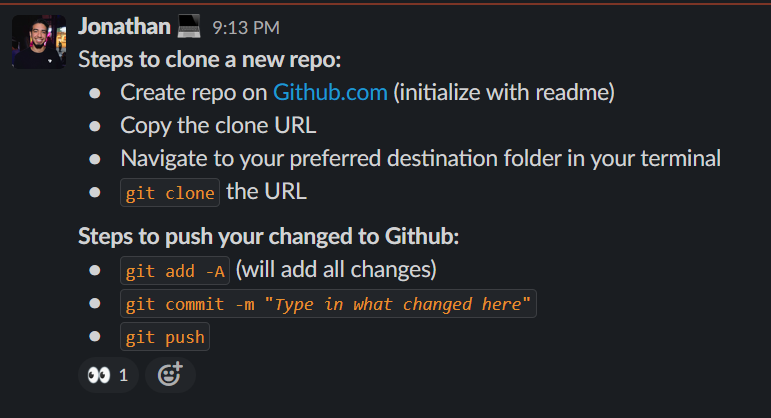 Jonathan 9:13 PM
Steps to clone a new repo:
Create repo on Github.com (initialize with readme)
Copy the clone URL
Navigate to your preferred destination folder in your terminal
git clone the URL
Steps to push your changed to Github:
git add -A (will add all changes)
git commit -m "Type in what changed here"
git push
1